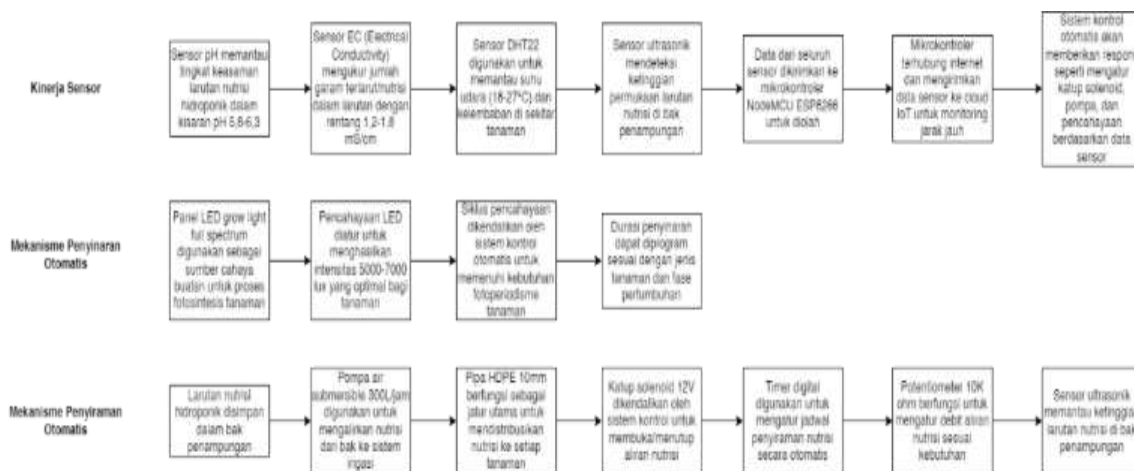 Kinerja Sensor
Sensor pH memantau
tingkat keasaman
larutan nutrisi
hidroponik dalam
kisaran pH 5,8-6,3
Sensor EC (Electrical
Conductivity)
mengukur jumlah
garam terlarut/nutrisi
dalam larutan dengan
rentang 1,2-1,8
mS/cm
Sensor DHT22
digunakan untuk
memantau suhu
udara (18-27°C) dan
kelembaban di sekitar
tanaman
Sensor ultrasonik
mendeteksi
ketinggian
permukaan larutan
nutrisi di bak
penampungan
Data dari seluruh
sensor dikirimkan ke
mikrokontroler
NodeMCU ESP8266
untuk diolah
Mikrokontroler
terhubung internet
dan mengirimkan
data sensor ke cloud
IoT untuk monitoring
jarak jauh
Sistem kontrol
otomatis akan
memberikan respon
seperti mengatur
katup solenoid,
pompa, dan
pencahayaan
berdasarkan data
sensor
Mekanisme Penyinaran
Otomatis
Panel LED grow light
full spectrum
digunakan sebagai
sumber cahaya
buatan untuk proses
fotosintesis tanaman
Pencahayaan LED
diatur untuk
menghasilkan
intensitas 5000-7000
lux yang optimal bagi
tanaman
Siklus pencahayaan
dikendalikan oleh
sistem kontrol
otomatis untuk
memenuhi kebutuhan
fotoperiodisme
tanaman
Durasi penyinaran
dapat diprogram
sesuai dengan jenis
tanaman dan fase
pertumbuhan
Mekanisme Penyiraman
Otomatis
Larutan nutrisi
hidroponik disimpan
dalam bak
penampungan
Pompa air
submersible 300L/jam
digunakan untuk
mengalirkan nutrisi
dari bak ke sistem
irigasi
Pipa HDPE 10mm
berfungsi sebagai
jalur utama untuk
mendistribusikan
nutrisi ke setiap
tanaman
Katup solenoid 12V
dikendalikan oleh
sistem kontrol untuk
membuka/menutup
aliran nutrisi
Timer digital
digunakan untuk
mengatur jadwal
penyiraman nutrisi
secara otomatis
Potentiometer 10K
ohm berfungsi untuk
mengatur debit aliran
nutrisi sesuai
kebutuhan
Sensor ultrasonik
memantau ketinggian
larutan nutrisi di bak
penampungan